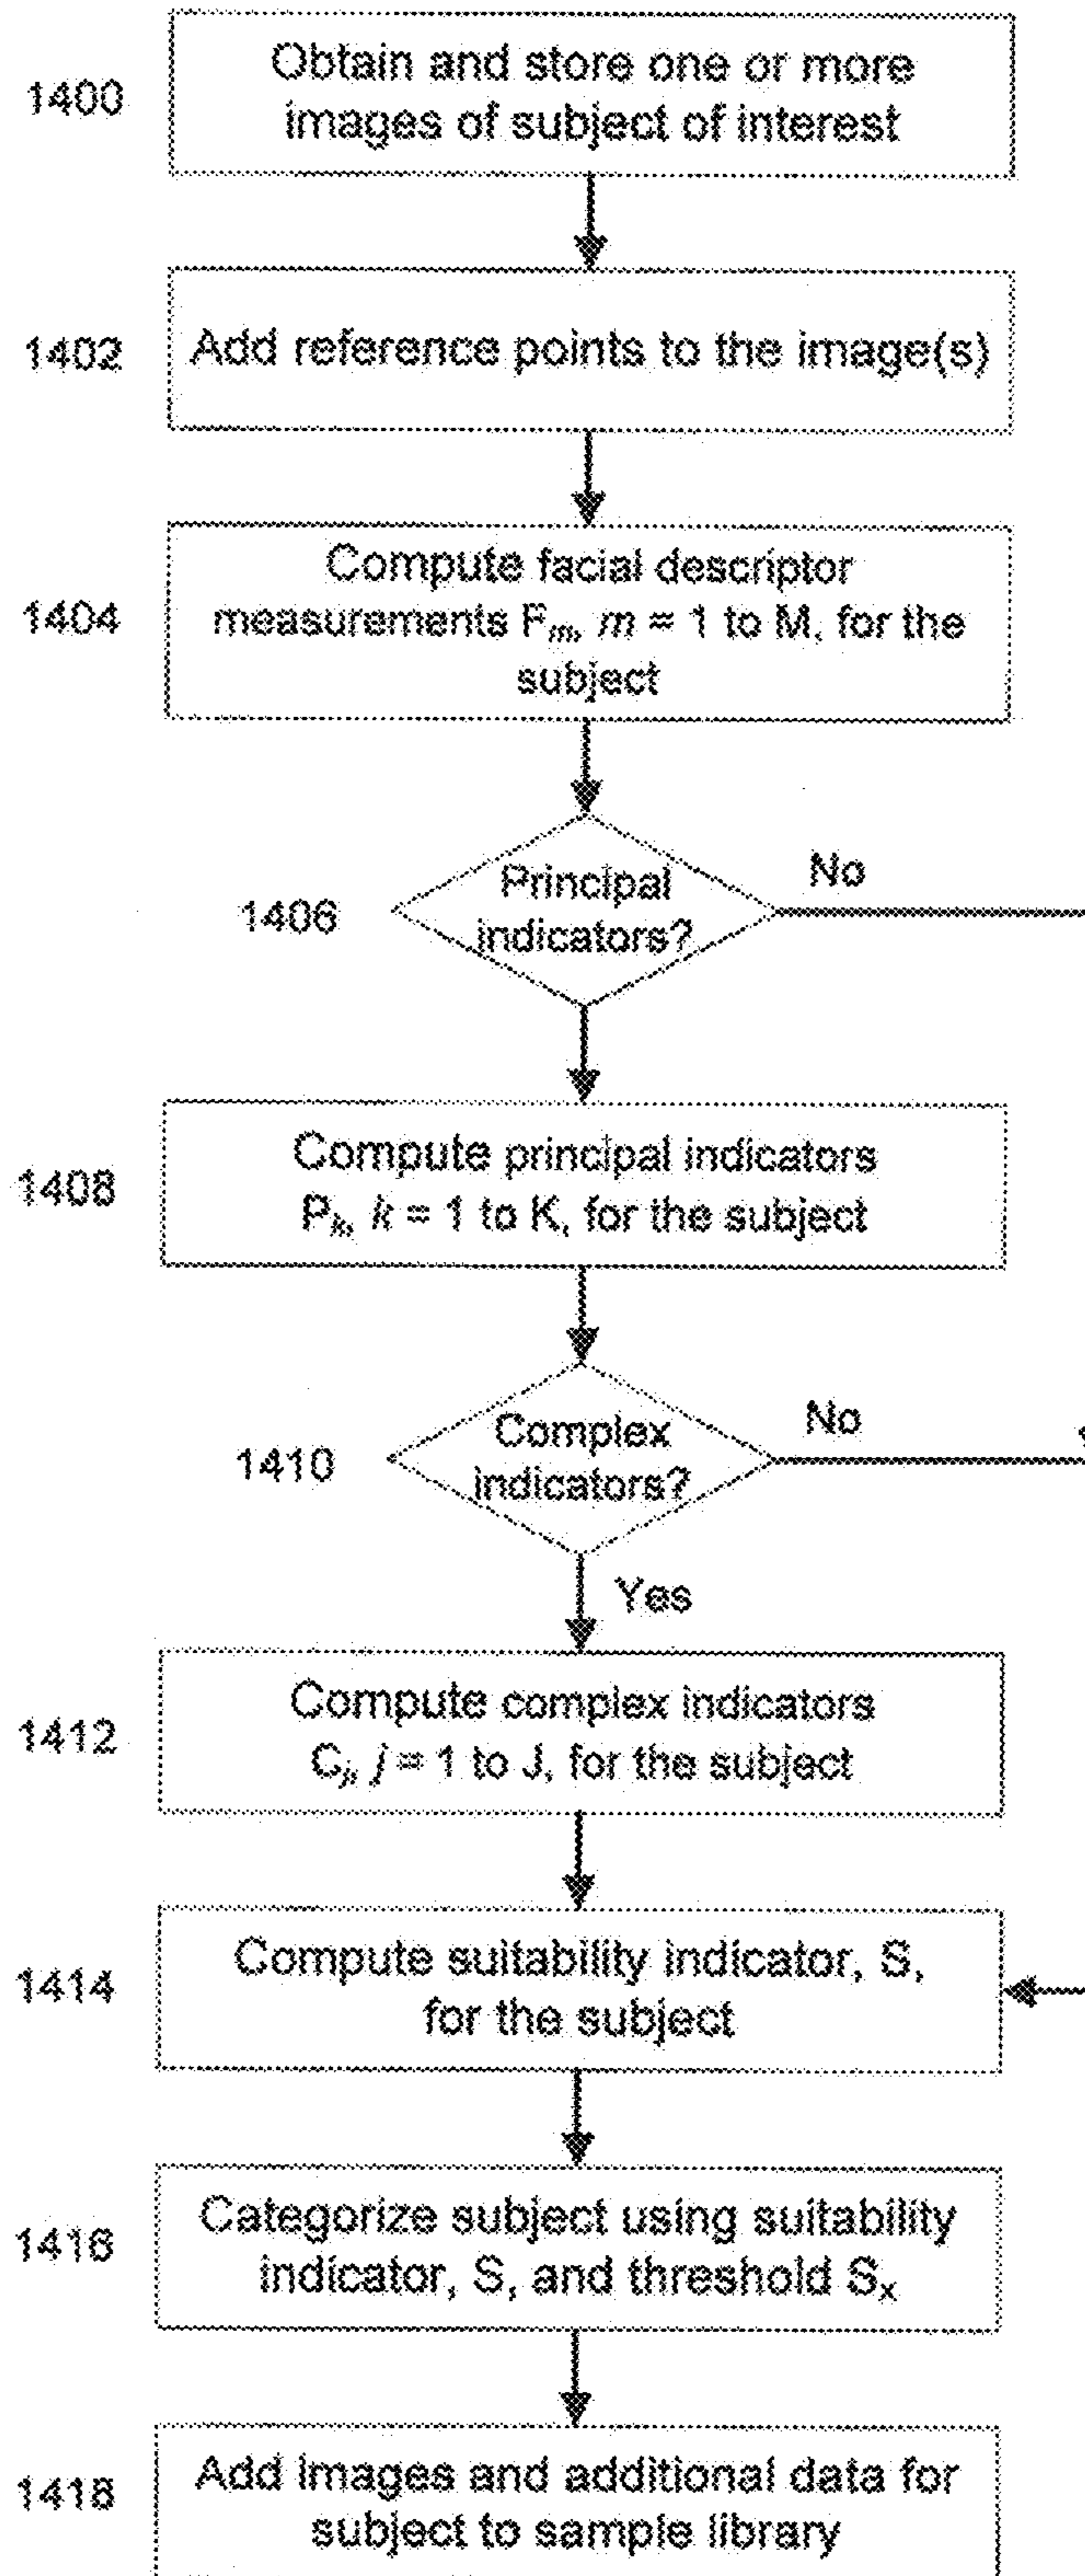 1400
Obtain and store one or more
images of subject of interest
1402
Add reference points to the image(s)
1404
Compute facial descriptor
measurements Fₘ, m = 1 to M, for the
subject
1406
Principal
indicators?
No
1408
Compute principal indicators
Pₖ, k = 1 to K, for the subject
1410
Complex
indicators?
No
Yes
1412
Compute complex indicators
Cⱼ, j = 1 to J, for the subject
1414
Compute suitability indicator, S,
for the subject
1416
Categorize subject using suitability
indicator, S, and threshold Sₓ
1418
Add images and additional data for
subject to sample library